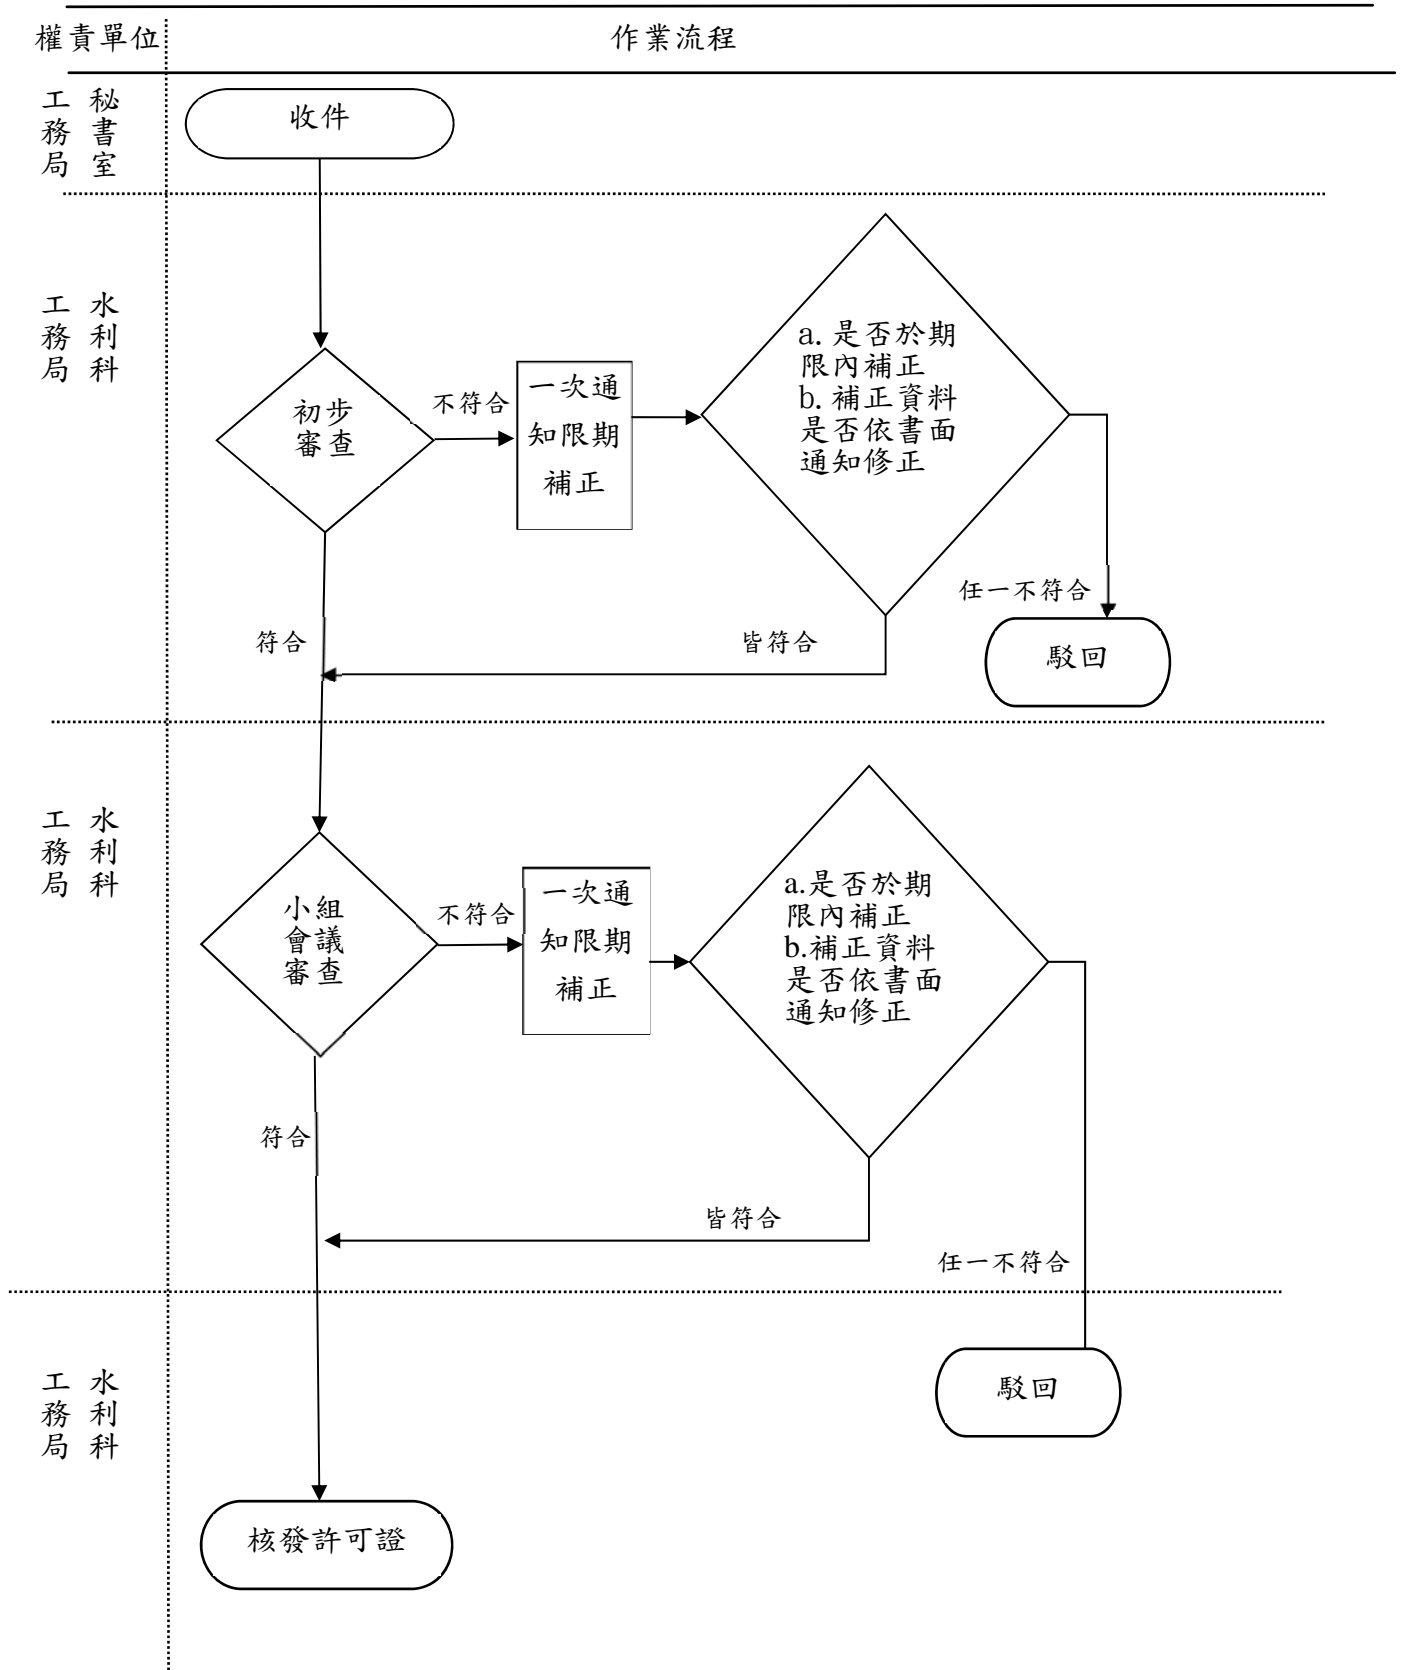 權責單位
作業流程
工務局
秘書室
收件
工務局
水利科
初步
審查
不符合
一次通
知限期
補正
a. 是否於期
限內補正
b. 補正資料
是否依書面
通知修正
任一不符合
符合
皆符合
駁回
工務局
水利科
小組
會議
審查
不符合
一次通
知限期
補正
a.是否於期
限內補正
b.補正資料
是否依書面
通知修正
符合
皆符合
任一不符合
工務局
水利科
駁回
核發許可證